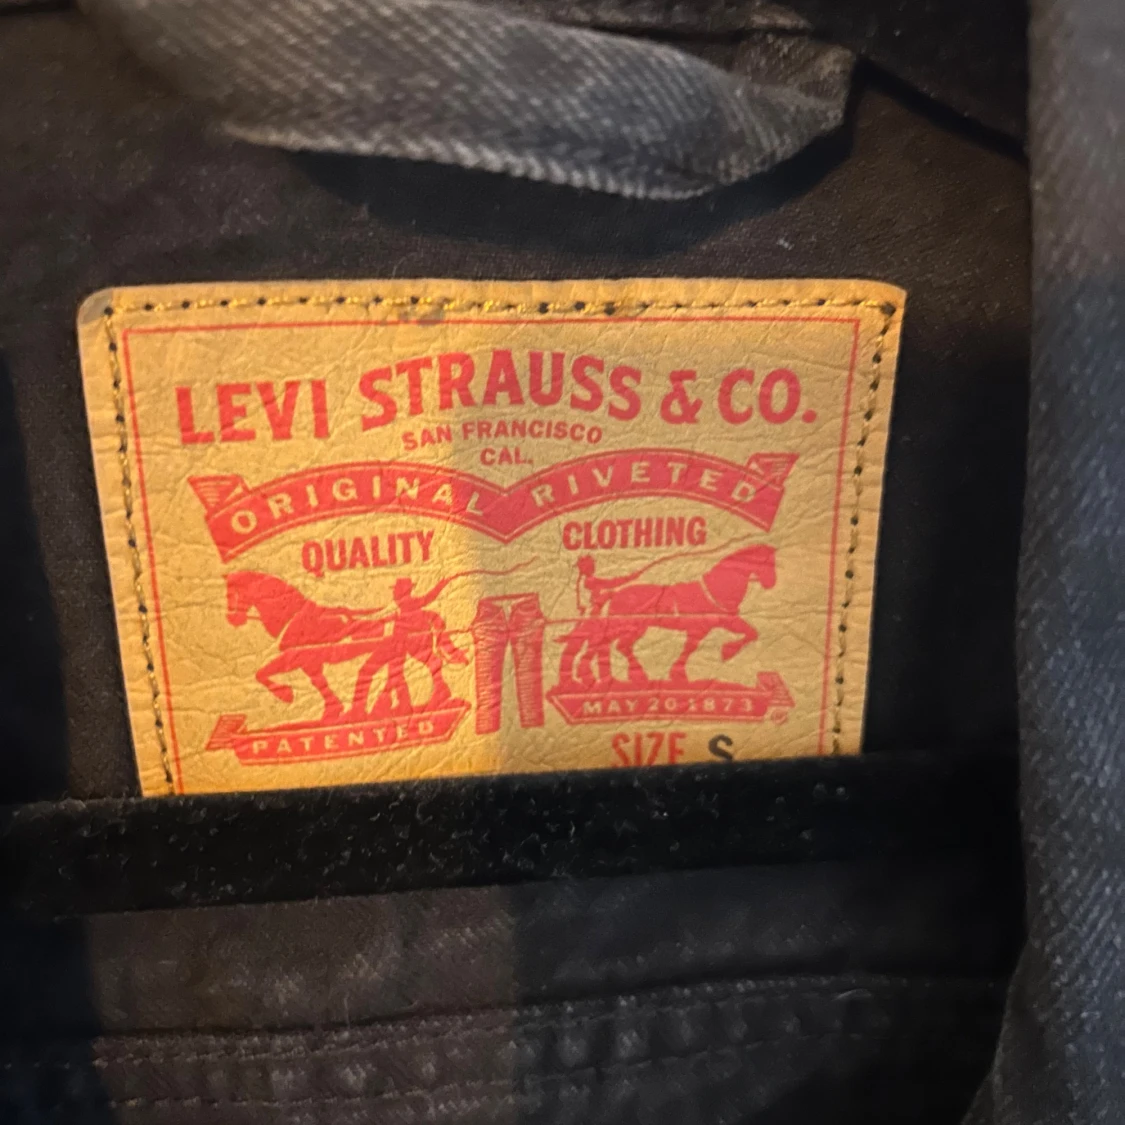 LEVI STRAUSS & CO.
SAN FRANCISCO
CAL.
ORIGINAL RIVETED
QUALITY CLOTHING
PATENTED MAY 20 1873
SIZE S